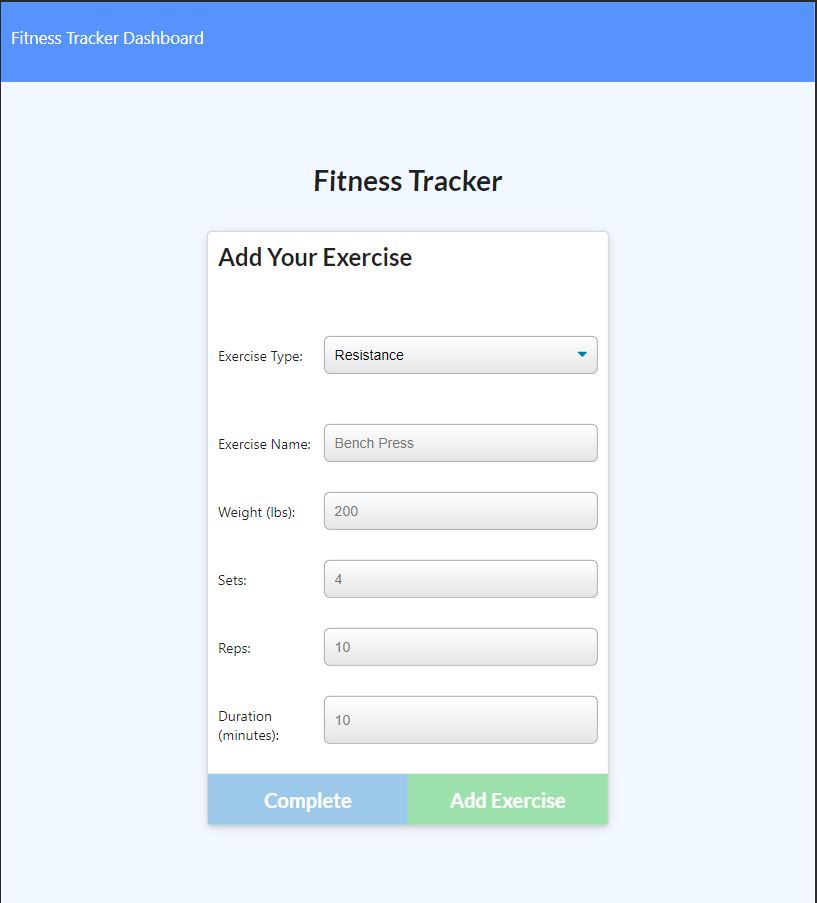 Fitness Tracker Dashboard
Fitness Tracker
Add Your Exercise
Exercise Type: Resistance
Exercise Name: Bench Press
Weight (lbs): 200
Sets: 4
Reps: 10
Duration (minutes): 10
Complete Add Exercise